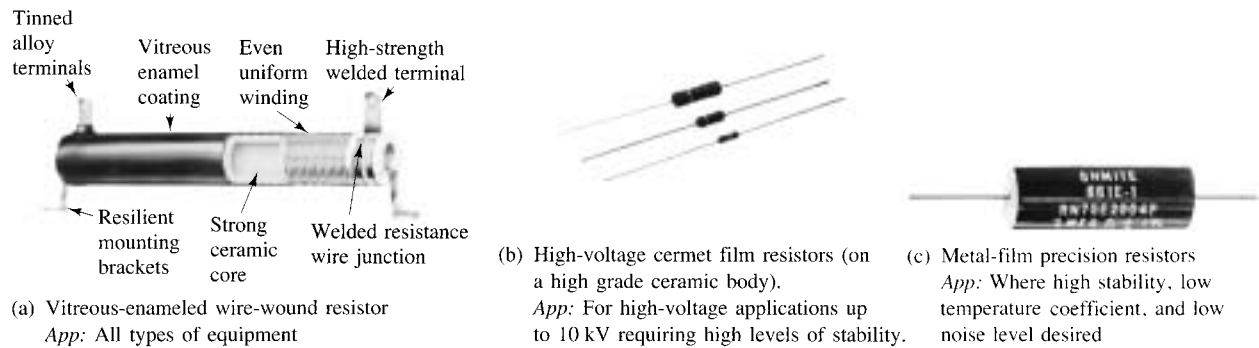 Tinned
alloy
terminals
Vitreous
enamel
coating
Even
uniform
winding
High-strength
welded terminal
Resilient
mounting
brackets
Strong
ceramic
core
Welded resistance
wire junction
(a) Vitreous-enameled wire-wound resistor
App: All types of equipment
(b) High-voltage cermet film resistors (on
a high grade ceramic body).
App: For high-voltage applications up
to 10 kV requiring high levels of stability.
OHMITE
(c) Metal-film precision resistors
App: Where high stability, low
temperature coefficient, and low
noise level desired